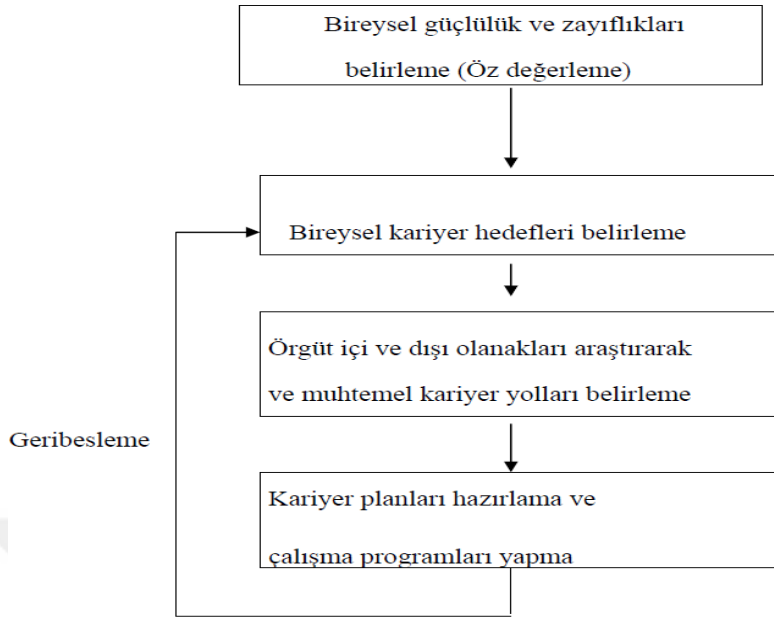 Bireysel güçlülük ve zayıflıkları
belirleme (Öz değerleme)
Bireysel kariyer hedefleri belirleme
Örgüt içi ve dışı olanakları araştırarak
ve muhtemel kariyer yolları belirleme
Geribesleme
Kariyer planları hazırlama ve
çalışma programları yapma